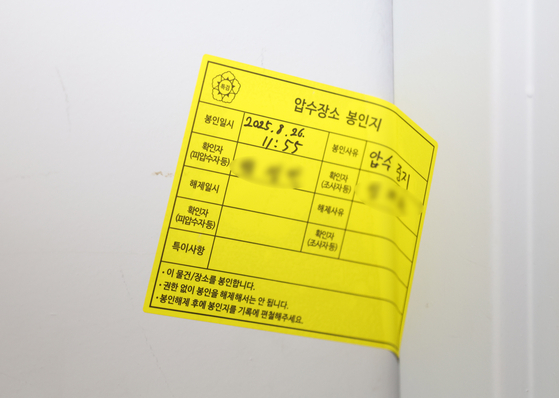 특검
압수장소 봉인지
봉인일시 2025. 8. 26. 11:55 봉인사유 압수 정지
확인자 (피압수자 등) 확인자 (조사자 등)
해제일시 해제사유
확인자 (피압수자 등) 확인자 (조사자 등)
특이사항
• 이 물건/장소를 봉인합니다.
• 권한 없이 봉인을 해제해서는 안 됩니다.
• 봉인해제 후에 봉인지를 기록에 편철해주세요.